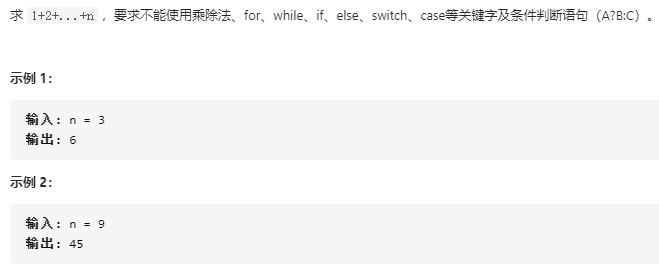 求 1+2+...+n ，要求不能使用乘除法、for、while、if、else、switch、case等关键字及条件判断语句（A?B:C）。
示例 1：
输入：n = 3
输出：6
示例 2：
输入：n = 9
输出：45